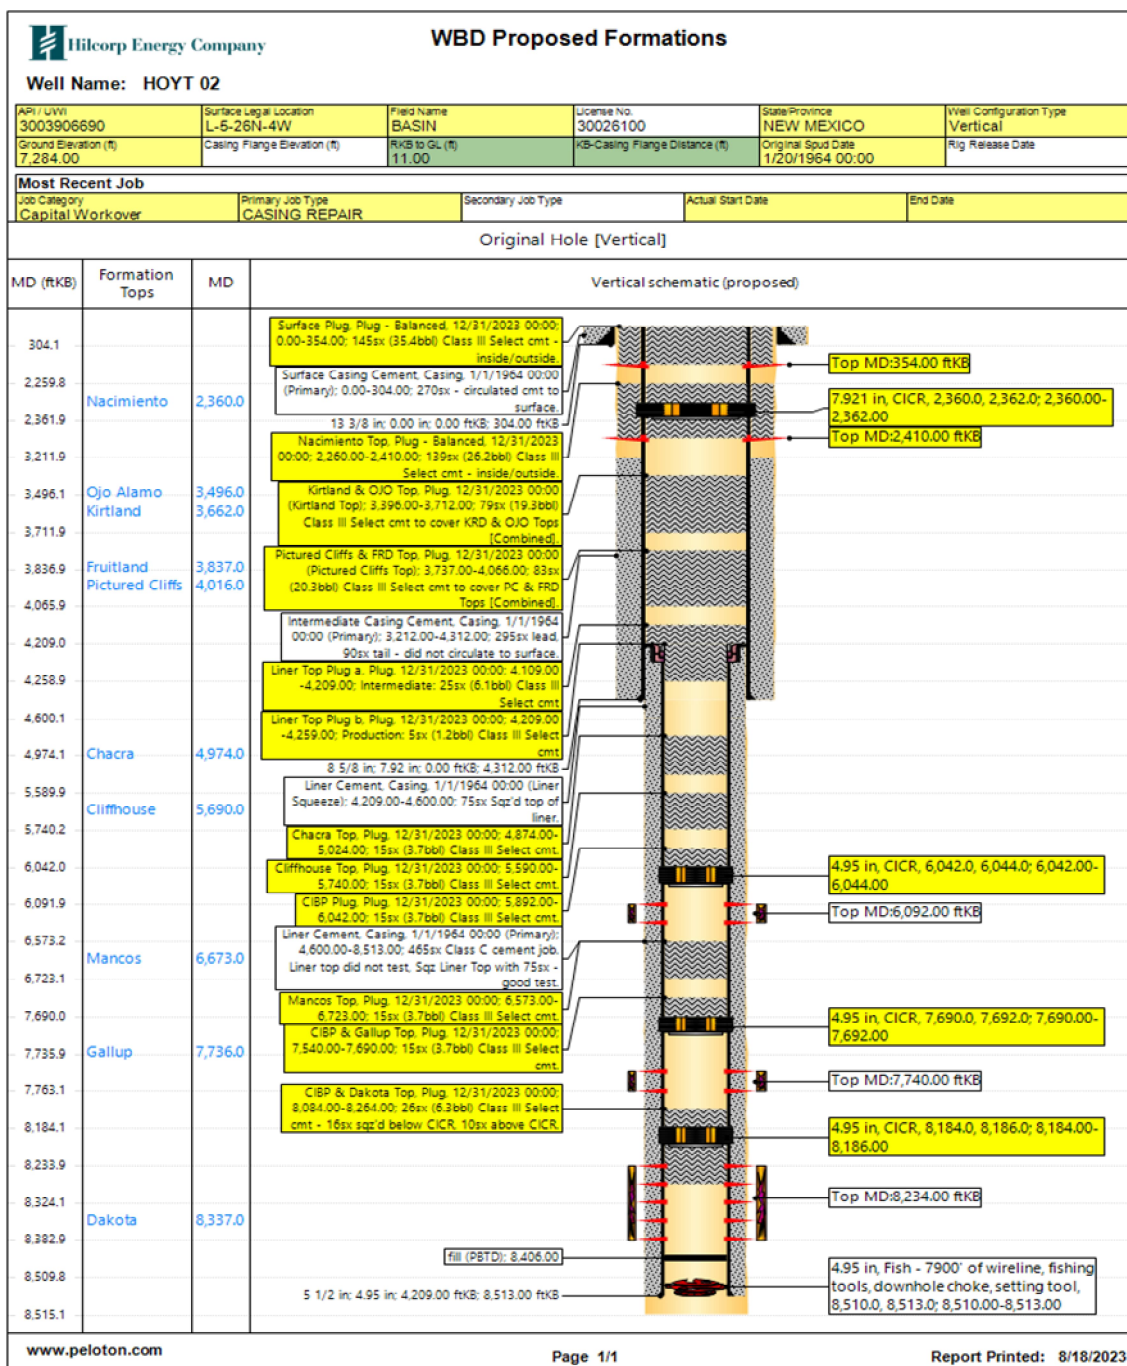 Hilcorp Energy Company
WBD Proposed Formations
Well Name: HOYT 02
API / UWI
3003906690
Surface Legal Location
L-5-26N-4W
Field Name
BASIN
License No.
30026100
State/Province
NEW MEXICO
Well Configuration Type
Vertical
Ground Elevation (ft)
7,284.00
Casing Flange Elevation (ft)
RKB to GL (ft)
11.00
KB-Casing Flange Distance (ft)
Original Spud Date
1/20/1964 00:00
Rig Release Date
Most Recent Job
Job Category
Capital Workover
Primary Job Type
CASING REPAIR
Secondary Job Type
Actual Start Date
End Date
Original Hole [Vertical]
MD (ftKB)
Formation
Tops
MD
Vertical schematic (proposed)
304.1
2,259.8
2,361.9
3,211.9
3,496.1
3,711.9
3,836.9
4,065.9
4,209.0
4,258.9
4,600.1
4,974.1
5,589.9
5,740.2
6,042.0
6,091.9
6,573.2
6,723.1
7,690.0
7,735.9
7,763.1
8,184.1
8,233.9
8,324.1
8,382.9
8,509.8
8,515.1
Nacimiento 2,360.0
Ojo Alamo 3,496.0
Kirtland 3,662.0
Fruitland 3,837.0
Pictured Cliffs 4,016.0
Chacra 4,974.0
Cliffhouse 5,690.0
Mancos 6,673.0
Gallup 7,736.0
Dakota 8,337.0
Surface Plug, Plug - Balanced, 12/31/2023 00:00;
0.00-354.00; 145sx (35.4bbl) Class III Select cmt -
inside/outside.
Surface Casing Cement, Casing, 1/1/1964 00:00
(Primary); 0.00-304.00; 270sx - circulated cmt to
surface.
13 3/8 in; 0.00 in; 0.00 ftKB; 304.00 ftKB
Nacimiento Top, Plug - Balanced, 12/31/2023
00:00; 2,260.00-2,410.00; 139sx (26.2bbl) Class III
Select cmt - inside/outside.
Kirtland & OJO Top, Plug, 12/31/2023 00:00
(Kirtland Top); 3,396.00-3,712.00; 79sx (19.3bbl)
Class III Select cmt to cover KRD & OJO Tops
[Combined].
Pictured Cliffs & FRD Top, Plug, 12/31/2023 00:00
(Pictured Cliffs Top); 3,737.00-4,066.00; 83sx
(20.3bbl) Class III Select cmt to cover PC & FRD
Tops [Combined].
Intermediate Casing Cement, Casing, 1/1/1964
00:00 (Primary); 3,212.00-4,312.00; 295sx lead,
90sx tail - did not circulate to surface.
Liner Top Plug a, Plug, 12/31/2023 00:00; 4,109.00
-4,209.00; Intermediate: 25sx (6.1bbl) Class III
Select cmt
Liner Top Plug b, Plug, 12/31/2023 00:00; 4,209.00
-4,259.00; Production: 5sx (1.2bbl) Class III Select
cmt
8 5/8 in; 7.92 in; 0.00 ftKB; 4,312.00 ftKB
Liner Cement, Casing, 1/1/1964 00:00 (Liner
Squeeze); 4,209.00-4,600.00; 75sx Sqz'd top of
liner.
Chacra Top, Plug, 12/31/2023 00:00; 4,874.00-
5,024.00; 15sx (3.7bbl) Class III Select cmt.
Cliffhouse Top, Plug, 12/31/2023 00:00; 5,590.00-
5,740.00; 15sx (3.7bbl) Class III Select cmt.
CIBP Plug, Plug, 12/31/2023 00:00; 5,892.00-
6,042.00; 15sx (3.7bbl) Class III Select cmt.
Liner Cement, Casing, 1/1/1964 00:00 (Primary);
4,600.00-8,513.00; 465sx Class C cement job.
Liner top did not test, Sqz Liner Top with 75sx -
good test.
Mancos Top, Plug, 12/31/2023 00:00; 6,573.00-
6,723.00; 15sx (3.7bbl) Class III Select cmt.
CIBP & Gallup Top, Plug, 12/31/2023 00:00;
7,540.00-7,690.00; 15sx (3.7bbl) Class III Select
cmt.
CIBP & Dakota Top, Plug, 12/31/2023 00:00;
8,084.00-8,264.00; 26sx (6.3bbl) Class III Select
cmt - 16sx sqz'd below CICR, 10sx above CICR.
fill (PBTD); 8,406.00
5 1/2 in; 4.95 in; 4,209.00 ftKB; 8,513.00 ftKB
Top MD:354.00 ftKB
7.921 in, CICR, 2,360.0, 2,362.0; 2,360.00-
2,362.00
Top MD:2,410.00 ftKB
4.95 in, CICR, 6,042.0, 6,044.0; 6,042.00-
6,044.00
Top MD:6,092.00 ftKB
4.95 in, CICR, 7,690.0, 7,692.0; 7,690.00-
7,692.00
Top MD:7,740.00 ftKB
4.95 in, CICR, 8,184.0, 8,186.0; 8,184.00-
8,186.00
Top MD:8,234.00 ftKB
4.95 in, Fish - 7900' of wireline, fishing
tools, downhole choke, setting tool,
8,510.0, 8,513.0; 8,510.00-8,513.00
www.peloton.com
Page 1/1
Report Printed: 8/18/2023